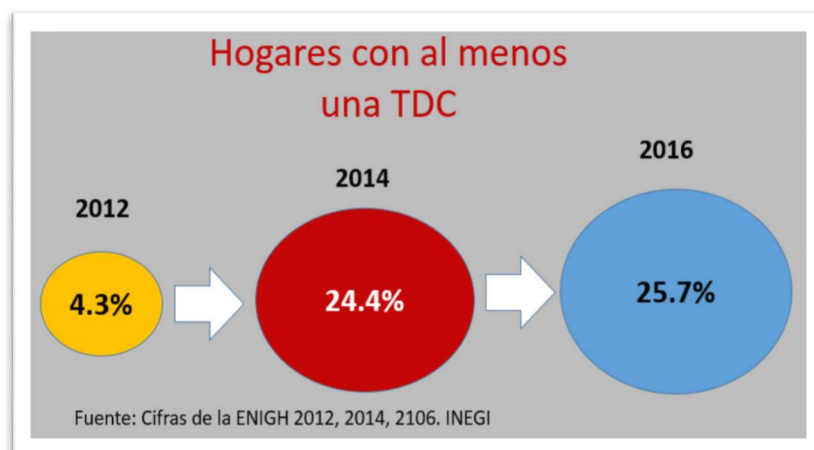 Hogares con al menos
una TDC
2012
2014
2016
4.3%
24.4%
25.7%
Fuente: Cifras de la ENIGH 2012, 2014, 2106. INEGI